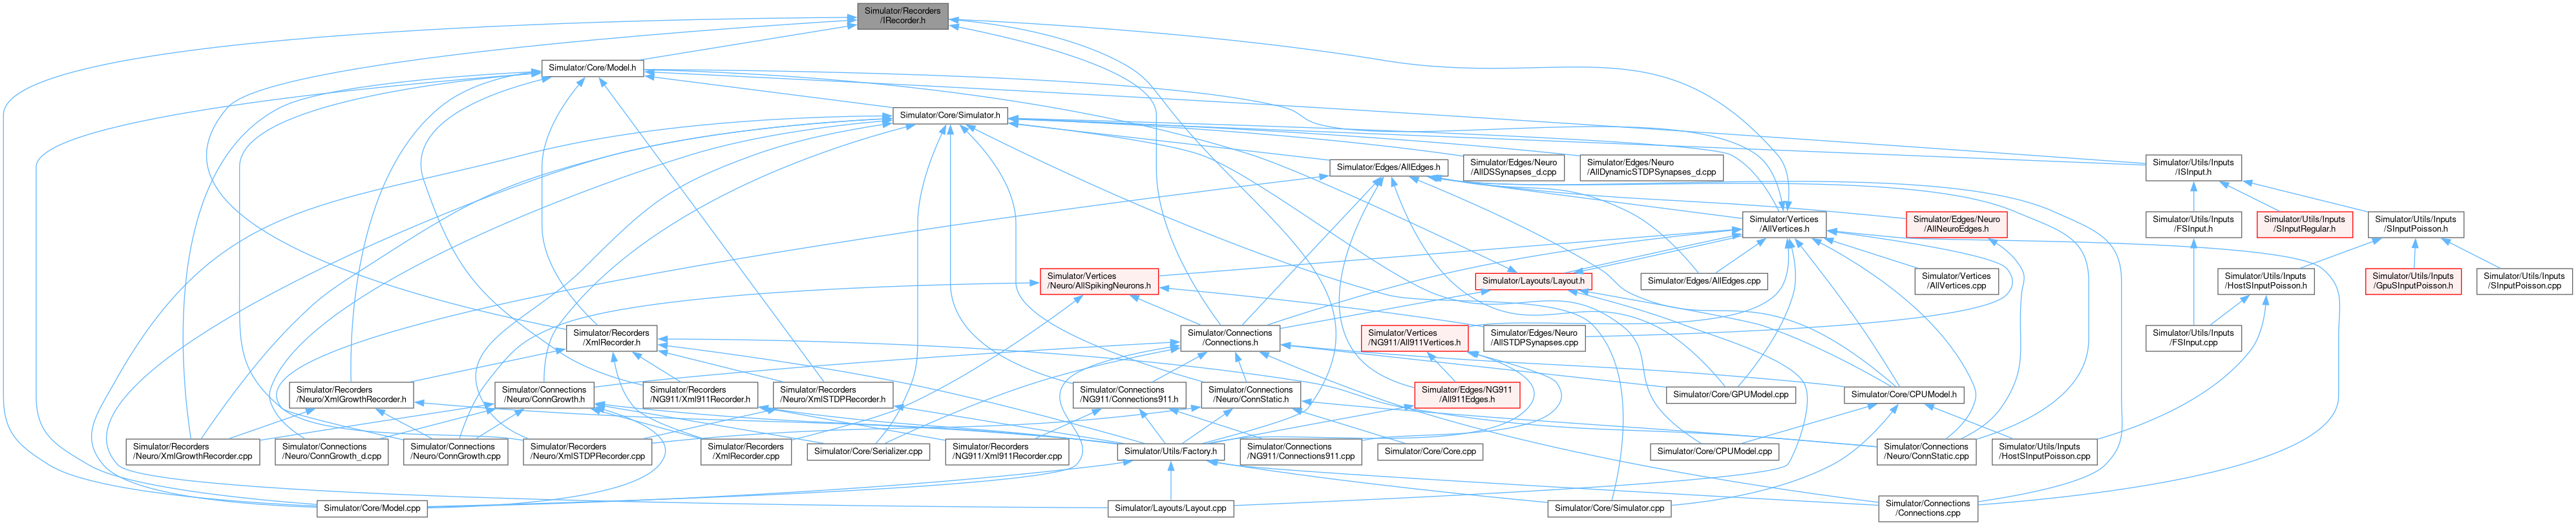 Simulator/Recorders
/IRecorder.h
Simulator/Core/Model.h
Simulator/Core/Simulator.h
Simulator/Edges/AllEdges.h
Simulator/Edges/Neuro
/AllDSSynapses_d.cpp
Simulator/Edges/Neuro
/AllDynamicSTDPSynapses_d.cpp
Simulator/Utils/Inputs
/ISInput.h
Simulator/Vertices
/AllVertices.h
Simulator/Edges/Neuro
/AllNeuroEdges.h
Simulator/Utils/Inputs
/FSInput.h
Simulator/Utils/Inputs
/SInputRegular.h
Simulator/Utils/Inputs
/SInputPoisson.h
Simulator/Vertices
/Neuro/AllSpikingNeurons.h
Simulator/Layouts/Layout.h
Simulator/Edges/AllEdges.cpp
Simulator/Vertices
/AllVertices.cpp
Simulator/Utils/Inputs
/HostSInputPoisson.h
Simulator/Utils/Inputs
/GpuSInputPoisson.h
Simulator/Utils/Inputs
/SInputPoisson.cpp
Simulator/Recorders
/XmlRecorder.h
Simulator/Connections
/Connections.h
Simulator/Vertices
/NG911/All911Vertices.h
Simulator/Edges/Neuro
/AllSTDPSynapses.cpp
Simulator/Utils/Inputs
/FSInput.cpp
Simulator/Recorders
/Neuro/XmlGrowthRecorder.h
Simulator/Connections
/Neuro/ConnGrowth.h
Simulator/Recorders
/NG911/Xml911Recorder.h
Simulator/Recorders
/Neuro/XmlSTDPRecorder.h
Simulator/Connections
/NG911/Connections911.h
Simulator/Connections
/Neuro/ConnStatic.h
Simulator/Edges/NG911
/All911Edges.h
Simulator/Core/GPUModel.cpp
Simulator/Core/CPUModel.h
Simulator/Recorders
/Neuro/XmlGrowthRecorder.cpp
Simulator/Connections
/Neuro/ConnGrowth_d.cpp
Simulator/Connections
/Neuro/ConnGrowth.cpp
Simulator/Recorders
/Neuro/XmlSTDPRecorder.cpp
Simulator/Recorders
/XmlRecorder.cpp
Simulator/Core/Serializer.cpp
Simulator/Recorders
/NG911/Xml911Recorder.cpp
Simulator/Utils/Factory.h
Simulator/Connections
/NG911/Connections911.cpp
Simulator/Core/Core.cpp
Simulator/Core/CPUModel.cpp
Simulator/Connections
/Neuro/ConnStatic.cpp
Simulator/Utils/Inputs
/HostSInputPoisson.cpp
Simulator/Core/Model.cpp
Simulator/Layouts/Layout.cpp
Simulator/Core/Simulator.cpp
Simulator/Connections
/Connections.cpp